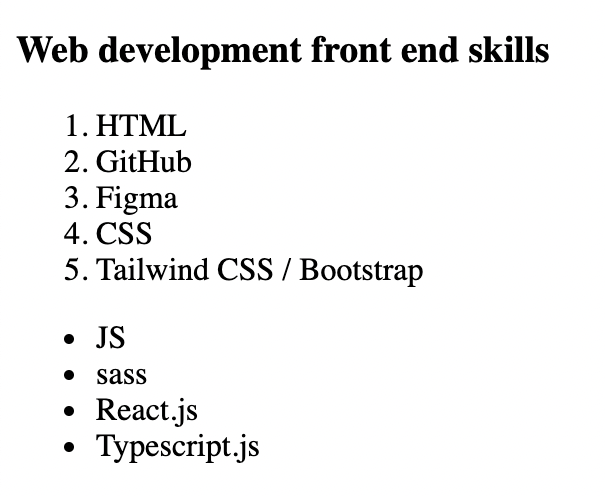 Web development front end skills
1. HTML
2. GitHub
3. Figma
4. CSS
5. Tailwind CSS / Bootstrap
• JS
• sass
• React.js
• Typescript.js